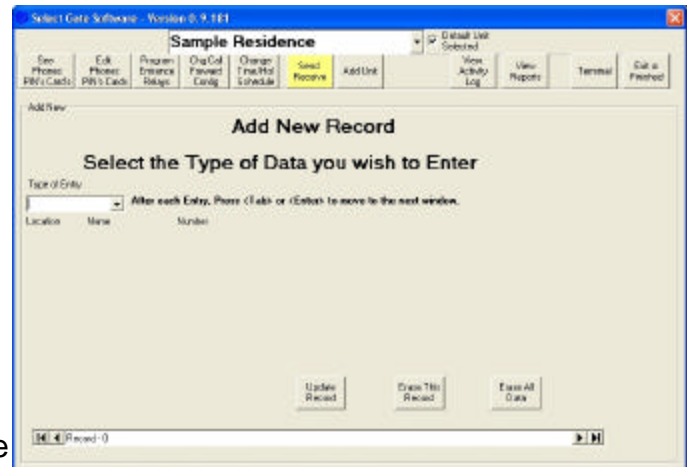 Select Gate Software - Version 0.9.181
Sample Residence
Default Unit
Selected
See
Phones
PIN's Cards
Edit
Phones
PIN's Cards
Program
Entrance
Relays
Chg Call
Forward
Config
Change
Time/Hol
Schedule
Send
Receive
Add Unit
View
Activity
Log
View
Reports
Terminal
Exit
Finished
Add New
Add New Record
Select the Type of Data you wish to Enter
Type of Entry
After each Entry, Press <Tab> or <Enter> to move to the next window.
Location Name Number
Update
Record
Erase This
Record
Erase All
Data
Record-0
e